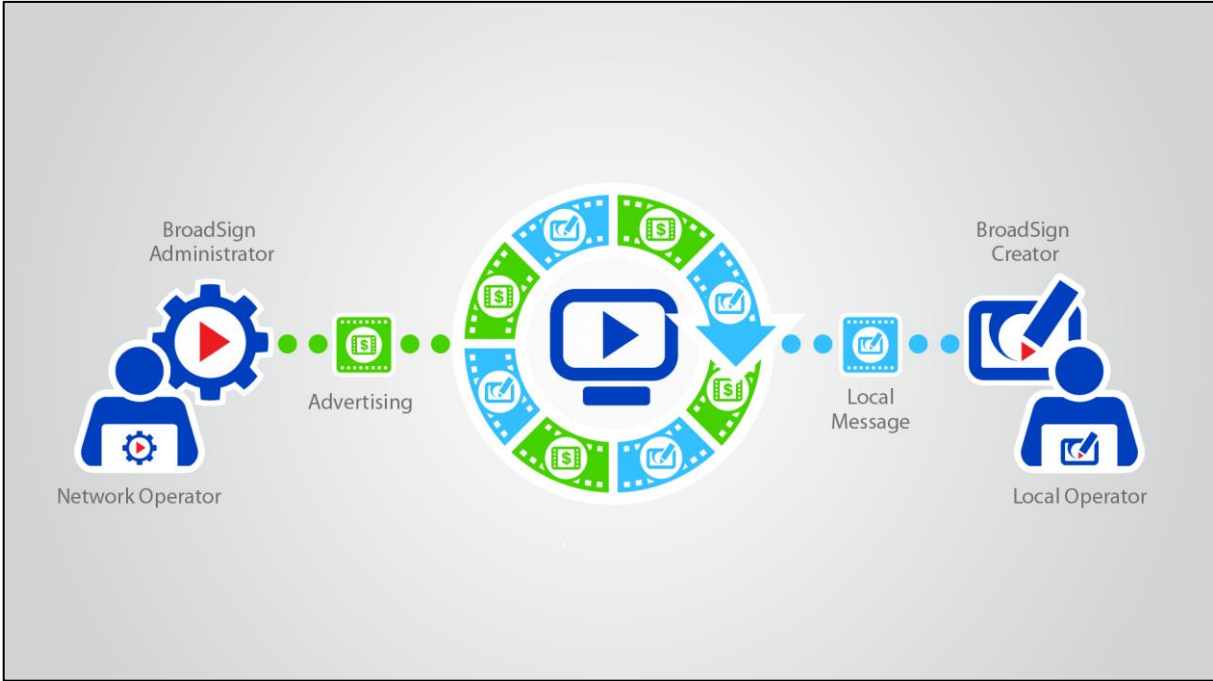 BroadSign
Administrator
Advertising
Network Operator
$
$
$
$
$
BroadSign
Creator
Local
Message
Local Operator